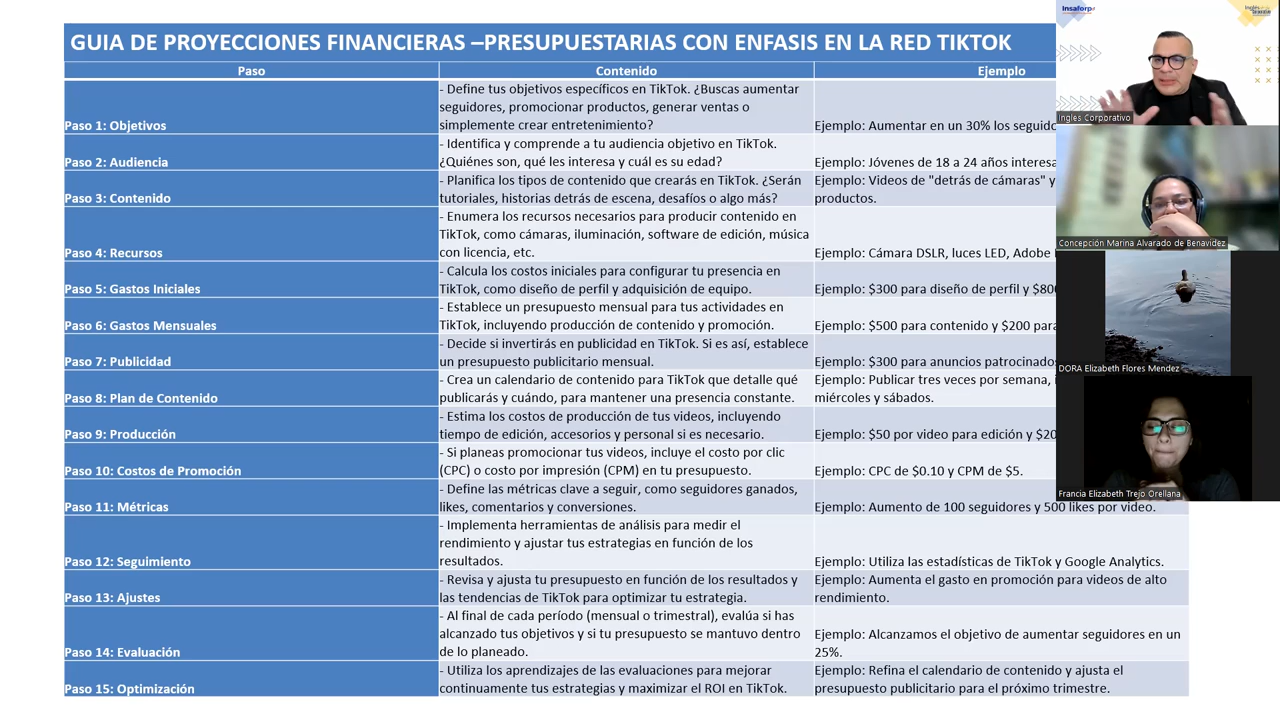 GUIA DE PROYECCIONES FINANCIERAS –PRESUPUESTARIAS CON ENFASIS EN LA RED TIKTOK
Paso
Contenido
Ejemplo
Paso 1: Objetivos
- Define tus objetivos específicos en TikTok. ¿Buscas aumentar
seguidores, promocionar productos, generar ventas o
simplemente crear entretenimiento?
Ejemplo: Aumentar en un 30% los
Paso 2: Audiencia
- Identifica y comprende a tu audiencia objetivo en TikTok.
¿Quiénes son, qué les interesa y cuál es su edad?
Ejemplo: Jóvenes de 18 a 24 años
Paso 3: Contenido
- Planifica los tipos de contenido que crearás en TikTok. ¿Serán
tutoriales, historias detrás de escena, desafíos o algo más?
Ejemplo: Videos de "detrás de cámaras" y
productos.
Paso 4: Recursos
- Enumera los recursos necesarios para producir contenido en
TikTok, como cámaras, iluminación, software de edición, música
con licencia, etc.
Ejemplo: Cámara DSLR, luces LED, Adobe
Paso 5: Gastos Iniciales
- Calcula los costos iniciales para configurar tu presencia en
TikTok, como diseño de perfil y adquisición de equipo.
Ejemplo: $300 para diseño de perfil y
Paso 6: Gastos Mensuales
- Establece un presupuesto mensual para tus actividades en
TikTok, incluyendo producción de contenido y promoción.
Ejemplo: $500 para contenido y $200 para
Paso 7: Publicidad
- Decide si invertirás en publicidad en TikTok. Si es así, establece
un presupuesto publicitario mensual.
Ejemplo: $300 para anuncios patrocinados
Paso 8: Plan de Contenido
- Crea un calendario de contenido para TikTok que detalle qué
publicarás y cuándo, para mantener una presencia constante.
Ejemplo: Publicar tres veces por semana,
miércoles y sábados.
Paso 9: Producción
- Estima los costos de producción de tus videos, incluyendo
tiempo de edición, accesorios y personal si es necesario.
Ejemplo: $50 por video para edición y
Paso 10: Costos de Promoción
- Si planeas promocionar tus videos, incluye el costo por clic
(CPC) o costo por impresión (CPM) en tu presupuesto.
Ejemplo: CPC de $0.10 y CPM de $5.
Paso 11: Métricas
- Define las métricas clave a seguir, como seguidores ganados,
likes, comentarios y conversiones.
Ejemplo: Aumento de 100 seguidores y 500 likes por video.
Paso 12: Seguimiento
- Implementa herramientas de análisis para medir el
rendimiento y ajustar tus estrategias en función de los
resultados.
Ejemplo: Utiliza las estadísticas de TikTok y Google Analytics.
Paso 13: Ajustes
- Revisa y ajusta tu presupuesto en función de los resultados y
las tendencias de TikTok para optimizar tu estrategia.
Ejemplo: Aumenta el gasto en promoción para videos de alto
rendimiento.
Paso 14: Evaluación
- Al final de cada período (mensual o trimestral), evalúa si has
alcanzado tus objetivos y si tu presupuesto se mantuvo dentro
de lo planeado.
Ejemplo: Alcanzamos el objetivo de aumentar seguidores en un
25%.
Paso 15: Optimización
- Utiliza los aprendizajes de las evaluaciones para mejorar
continuamente tus estrategias y maximizar el ROI en TikTok.
Ejemplo: Refina el calendario de contenido y ajusta el
presupuesto publicitario para el próximo trimestre.
Insaforp
Ingles Corporativo
Concepción Marina Alvarado de Benavidez
DORA Elizabeth Flores Mendez
Francia Elizabeth Trejo Orellana